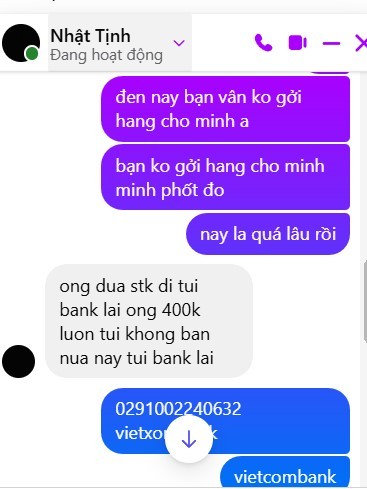 Nhật Tịnh
Đang hoạt động
đen nay bạn vân ko gởi
hang cho minh a
bạn ko gởi hang cho minh
minh phốt đo
nay la quá lâu rồi
ong dua stk di tui
bank lai ong 400k
luon tui khong ban
nua nay tui bank lai
0291002240632
vietcombank